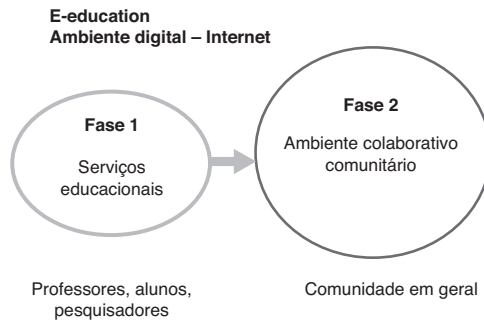 E-education
Ambiente digital – Internet
Fase 1
Serviços
educacionais
Fase 2
Ambiente colaborativo
comunitário
Professores, alunos,
pesquisadores
Comunidade em geral